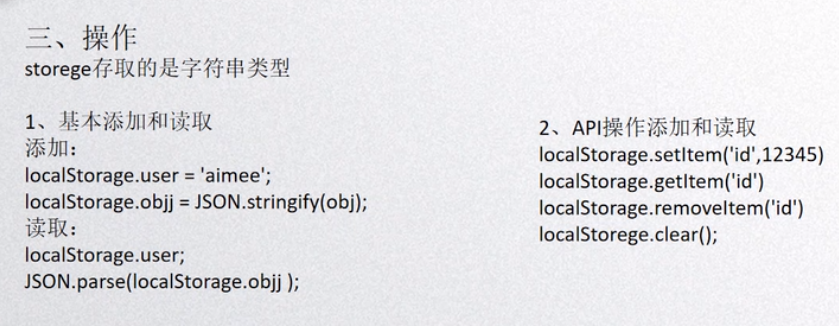 三、操作
storege存取的是字符串类型
1、基本添加和读取
添加:
localStorage.user = 'aimee';
localStorage.objj = JSON.stringify(obj);
读取:
localStorage.user;
JSON.parse(localStorage.objj );
2、API操作添加和读取
localStorage.setItem('id',12345)
localStorage.getItem('id')
localStorage.removeItem('id')
localStorege.clear();